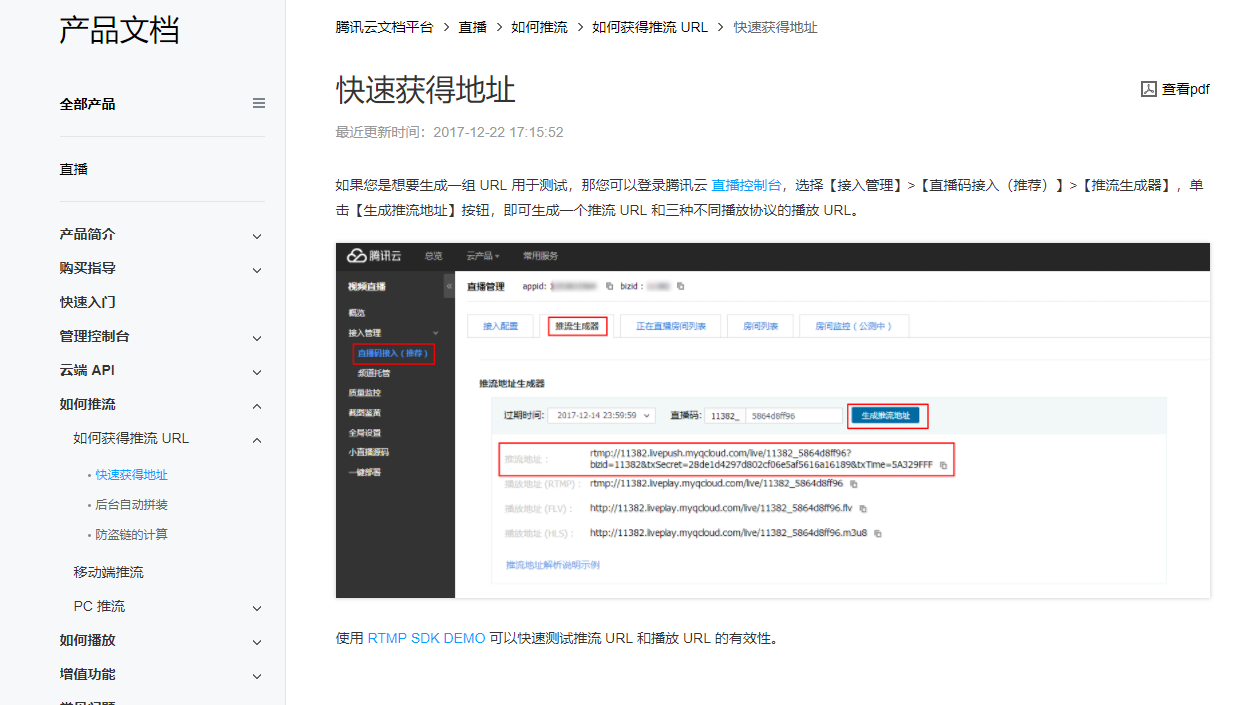 产品文档
全部产品
直播
产品简介
购买指导
快速入门
管理控制台
云端 API
如何推流
如何获得推流 URL
• 快速获得地址
• 后台自动拼装
• 防盗链的计算
移动端推流
PC 推流
如何播放
增值功能
常见问题
腾讯云文档平台 > 直播 > 如何推流 > 如何获得推流 URL > 快速获得地址
快速获得地址
查看pdf
最近更新时间：2017-12-22 17:15:52
如果您是想要生成一组 URL 用于测试，那您可以登录腾讯云 直播控制台，选择【接入管理】>【直播码接入（推荐）】>【推流生成器】，单
击【生成推流地址】按钮，即可生成一个推流 URL 和三种不同播放协议的播放 URL。
腾讯云 总览 云产品 常用服务
视频直播
概览
接入管理
直播码接入（推荐）
频道托管
质量监控
截图鉴黄
全局设置
小直播源码
一键部署
直播管理 appid: bizid :
接入配置 推流生成器 正在直播房间列表 房间列表 房间监控（公测中）
推流地址生成器
过期时间: 2017-12-14 23:59:59 直播码: 11382_ 5864d8ff96 生成推流地址
推流地址： rtmp://11382.livepush.myqcloud.com/live/11382_5864d8ff96?
bizid=11382&txSecret=28de1d4297d802cf06e5af5616a16189&txTime=5A329FFF
播放地址 (RTMP)： rtmp://11382.liveplay.myqcloud.com/live/11382_5864d8ff96
播放地址 (FLV)： http://11382.liveplay.myqcloud.com/live/11382_5864d8ff96.flv
播放地址 (HLS)： http://11382.liveplay.myqcloud.com/live/11382_5864d8ff96.m3u8
推流地址解析说明示例
使用 RTMP SDK DEMO 可以快速测试推流 URL 和播放 URL 的有效性。